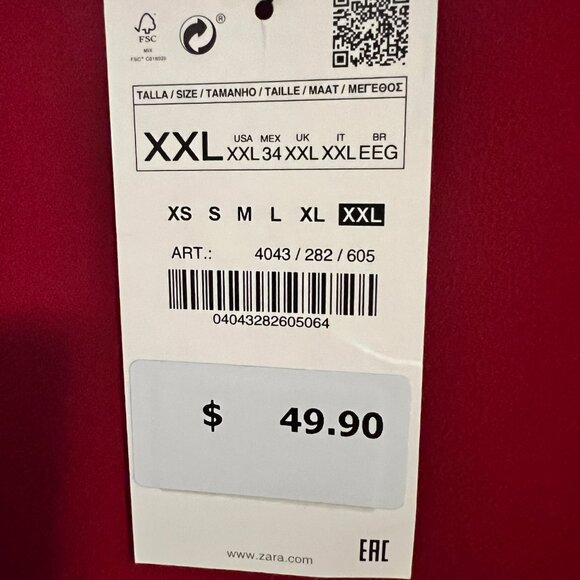 FSC
MIX
®
TALLA / SIZE / TAMANHO / TAILLE / MAAT / ΜΕΓΕΘΟΣ
USA MEX UK IT BR
XXL XXL 34 XXL XXL EEG
XS S M L XL XXL
ART.: 4043 / 282 / 605
04043282605064
$ 49.90
www.zara.com
EAC